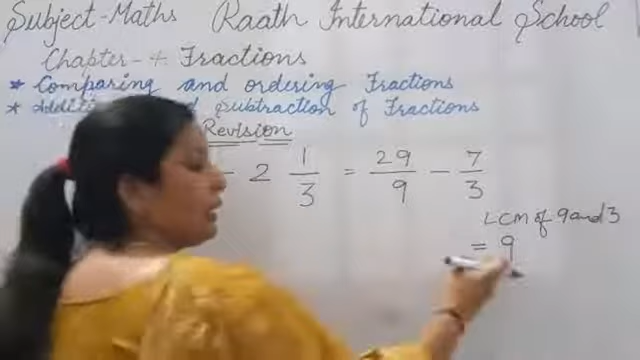 Subject-Maths Raath International School
Chapter-4 Fractions
* Comparing and ordering Fractions
* Subtraction of Fractions
Revision
- 2 1/3 = 29/9 - 7/3
LCM of 9 and 3
= 9